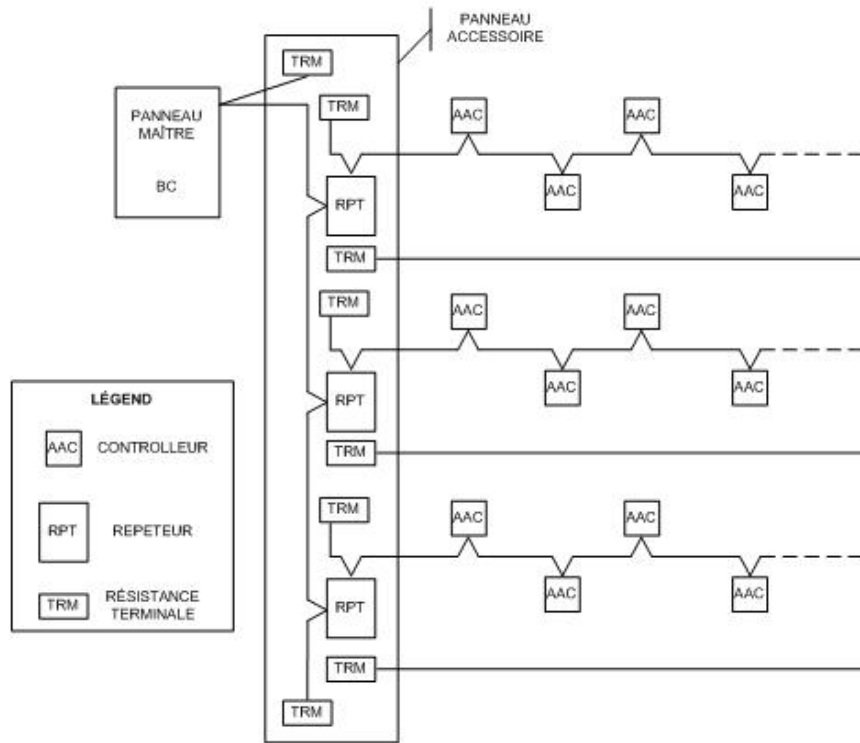 PANNEAU
ACCESSOIRE
TRM
PANNEAU
MAÎTRE
BC
TRM
AAC
AAC
RPT
AAC
AAC
TRM
TRM
AAC
AAC
RPT
AAC
AAC
TRM
TRM
AAC
AAC
RPT
AAC
AAC
TRM
TRM
LÉGEND
AAC CONTROLLEUR
RPT REPETEUR
TRM RÉSISTANCE
TERMINALE